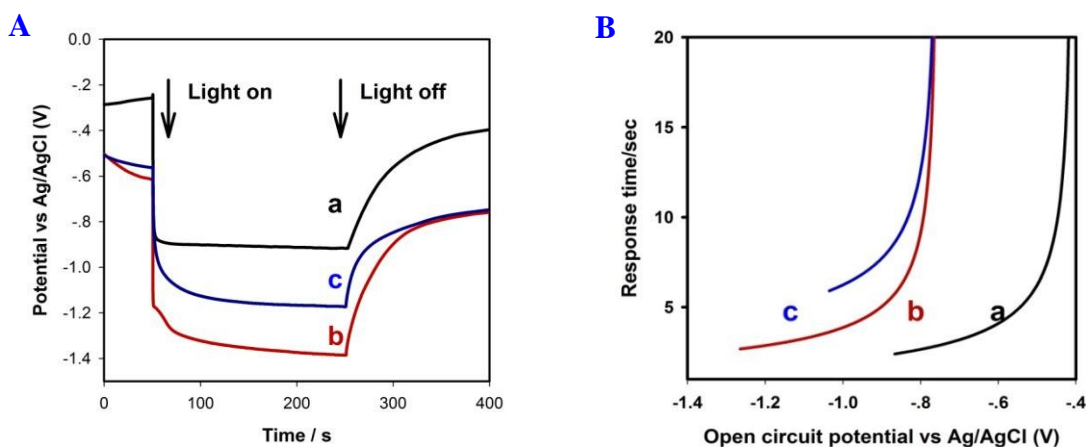 A
Potential vs Ag/AgCl (V)
0.0
-.2
-.4
-.6
-.8
-1.0
-1.2
-1.4
Light on
Light off
a
c
b
0
100
200
300
400
Time / s
B
Response time/sec
20
15
10
5
c
b
a
-1.4
-1.2
-1.0
-.8
-.6
-.4
Open circuit potential vs Ag/AgCl (V)